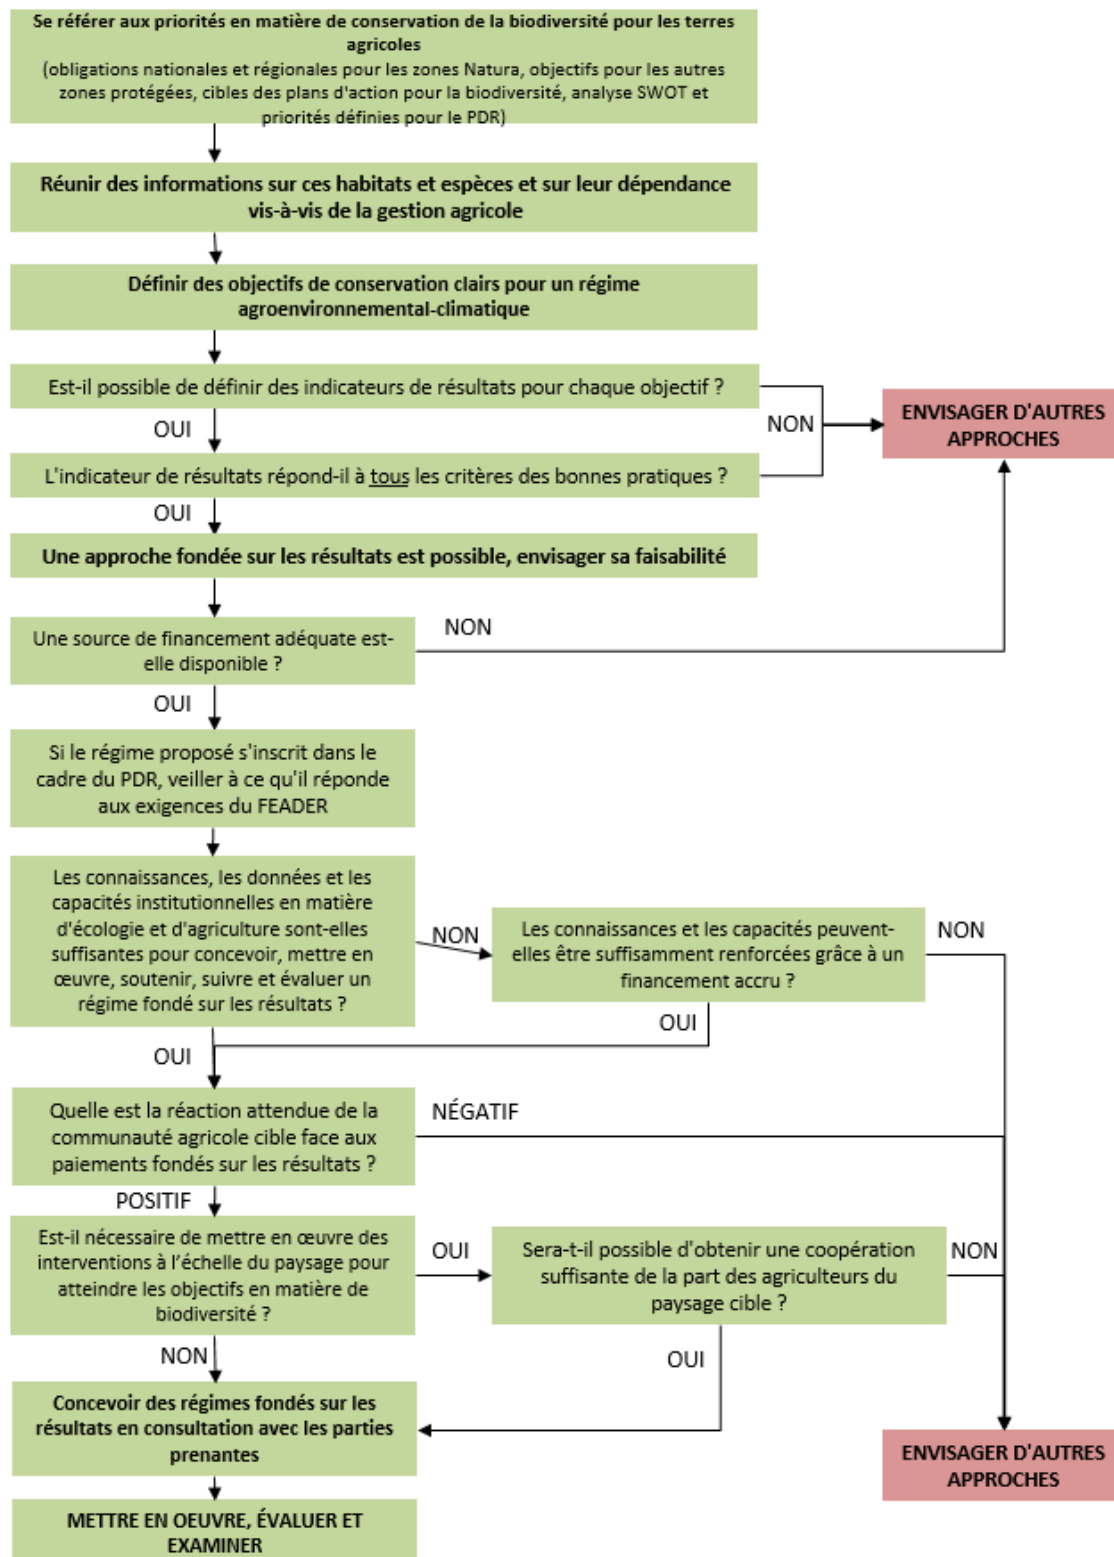 Se référer aux priorités en matière de conservation de la biodiversité pour les terres
agricoles
(obligations nationales et régionales pour les zones Natura, objectifs pour les autres
zones protégées, cibles des plans d'action pour la biodiversité, analyse SWOT et
priorités définies pour le PDR)
Réunir des informations sur ces habitats et espèces et sur leur dépendance
vis-à-vis de la gestion agricole
Définir des objectifs de conservation clairs pour un régime
agroenvironnemental-climatique
Est-il possible de définir des indicateurs de résultats pour chaque objectif ?
NON
ENVISAGER D'AUTRES
APPROCHES
OUI
L'indicateur de résultats répond-il à tous les critères des bonnes pratiques ?
OUI
Une approche fondée sur les résultats est possible, envisager sa faisabilité
Une source de financement adéquate est-
elle disponible ?
NON
OUI
Si le régime proposé s'inscrit dans le
cadre du PDR, veiller à ce qu'il réponde
aux exigences du FEADER
Les connaissances, les données et les
capacités institutionnelles en matière
d'écologie et d'agriculture sont-elles
suffisantes pour concevoir, mettre en
œuvre, soutenir, suivre et évaluer un
régime fondé sur les résultats ?
NON
Les connaissances et les capacités peuvent-
elles être suffisamment renforcées grâce à un
financement accru ?
NON
OUI
OUI
Quelle est la réaction attendue de la
communauté agricole cible face aux
paiements fondés sur les résultats ?
NÉGATIF
POSITIF
Est-il nécessaire de mettre en œuvre des
interventions à l'échelle du paysage pour
atteindre les objectifs en matière de
biodiversité ?
OUI
Sera-t-il possible d'obtenir une coopération
suffisante de la part des agriculteurs du
paysage cible ?
NON
NON
OUI
Concevoir des régimes fondés sur les
résultats en consultation avec les parties
prenantes
ENVISAGER D'AUTRES
APPROCHES
METTRE EN OEUVRE, ÉVALUER ET
EXAMINER